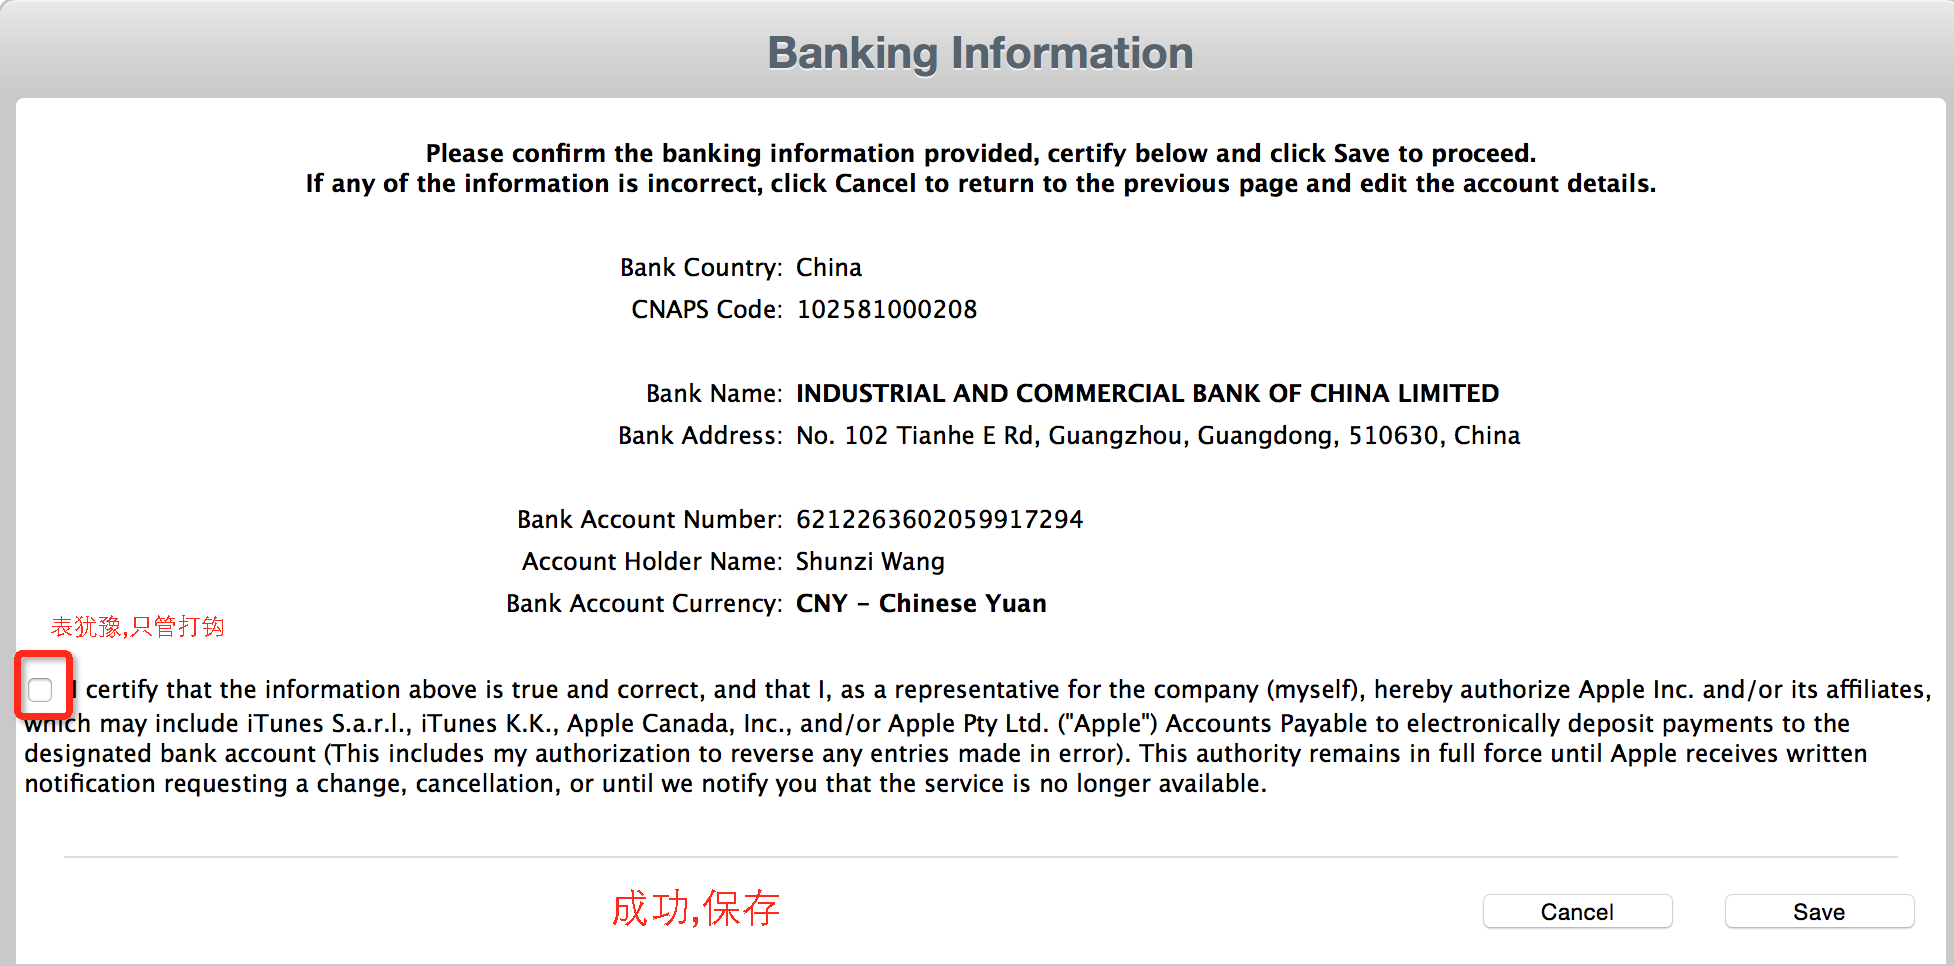 Banking Information
Please confirm the banking information provided, certify below and click Save to proceed.
If any of the information is incorrect, click Cancel to return to the previous page and edit the account details.
Bank Country: China
CNAPS Code: 102581000208
Bank Name: INDUSTRIAL AND COMMERCIAL BANK OF CHINA LIMITED
Bank Address: No. 102 Tianhe E Rd, Guangzhou, Guangdong, 510630, China
Bank Account Number: 6212263602059917294
Account Holder Name: Shunzi Wang
Bank Account Currency: CNY - Chinese Yuan
表犹豫,只管打钩
I certify that the information above is true and correct, and that I, as a representative for the company (myself), hereby authorize Apple Inc. and/or its affiliates,
which may include iTunes S.a.r.l., iTunes K.K., Apple Canada, Inc., and/or Apple Pty Ltd. ("Apple") Accounts Payable to electronically deposit payments to the
designated bank account (This includes my authorization to reverse any entries made in error). This authority remains in full force until Apple receives written
notification requesting a change, cancellation, or until we notify you that the service is no longer available.
成功,保存
Cancel Save